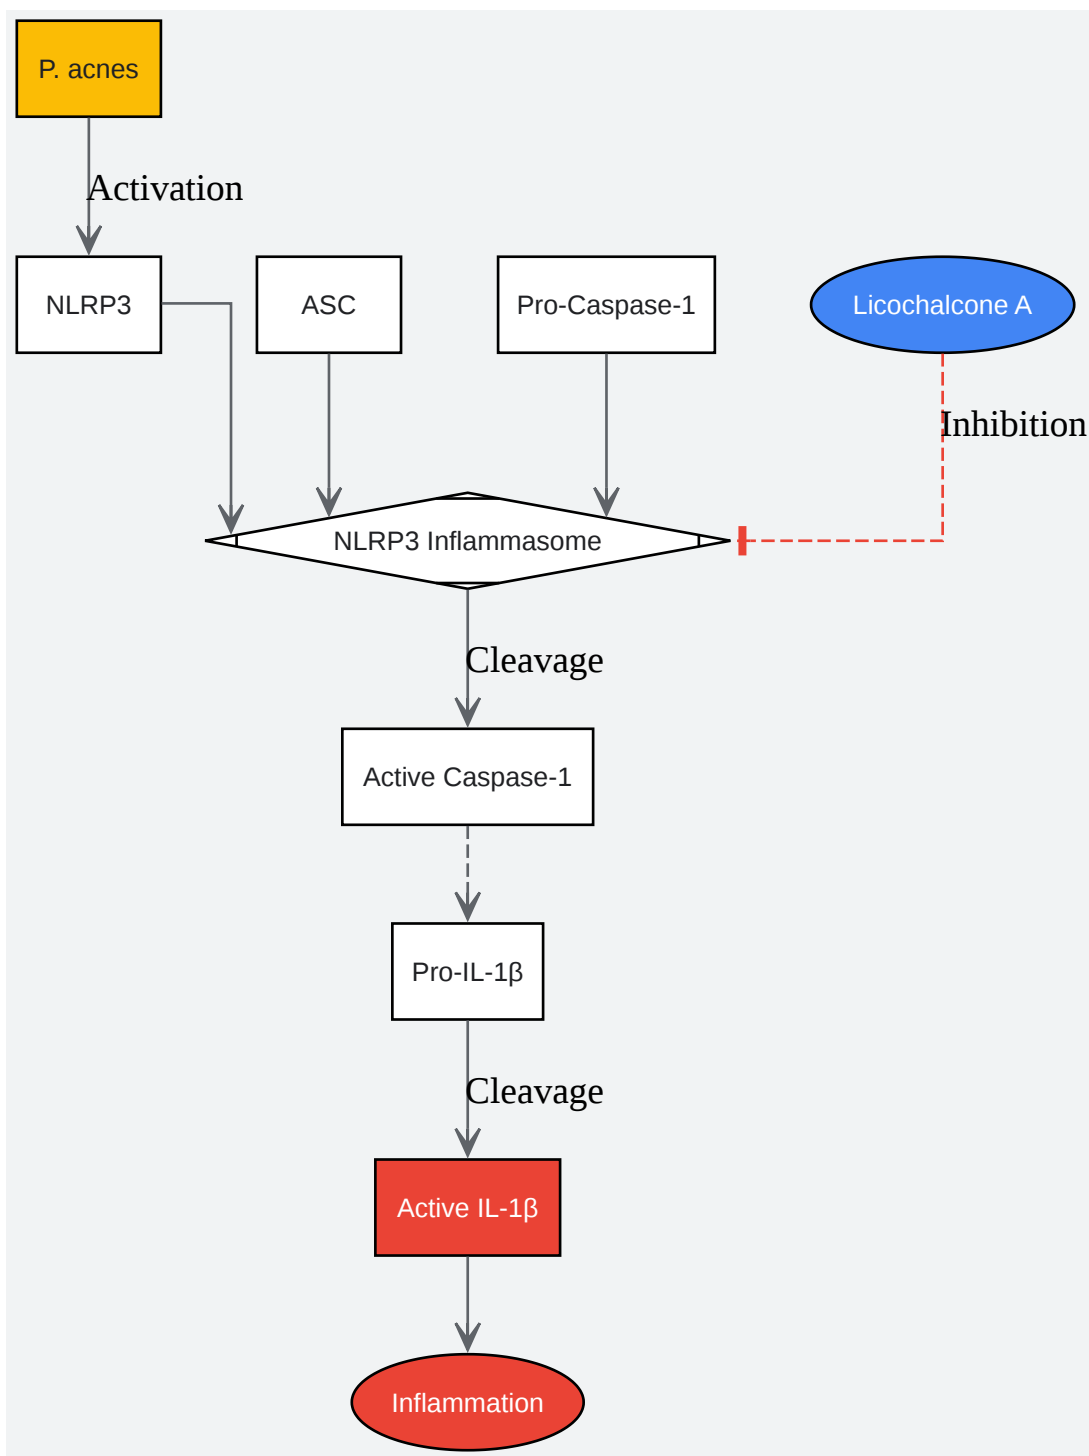 P. acnes
Activation
NLRP3
ASC
Pro-Caspase-1
Licochalcone A
Inhibition
NLRP3 Inflammasome
Cleavage
Active Caspase-1
Pro-IL-1β
Cleavage
Active IL-1β
Inflammation